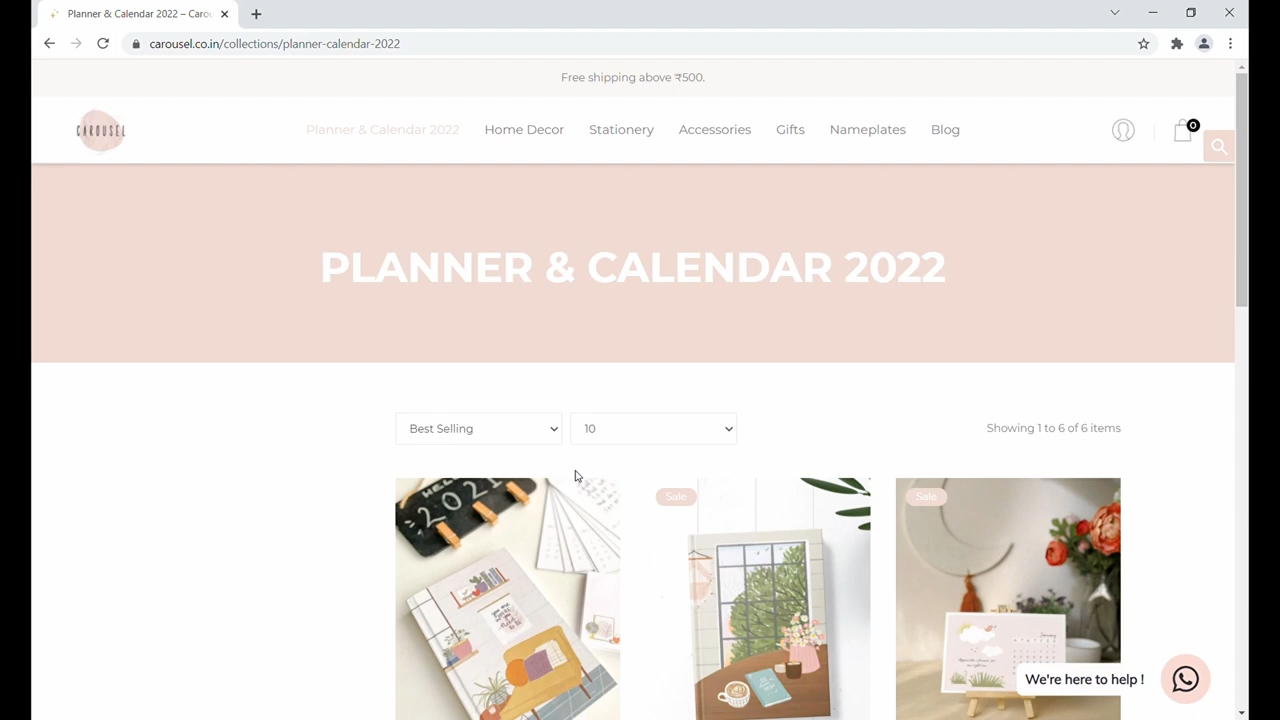 Planner & Calendar 2022 – Carou
carousel.co.in/collections/planner-calendar-2022
Free shipping above ₹500.
CAROUSEL
Planner & Calendar 2022 Home Decor Stationery Accessories Gifts Nameplates Blog
0
PLANNER & CALENDAR 2022
Best Selling 10 Showing 1 to 6 of 6 items
Sale
Sale
2021
January
We're here to help !